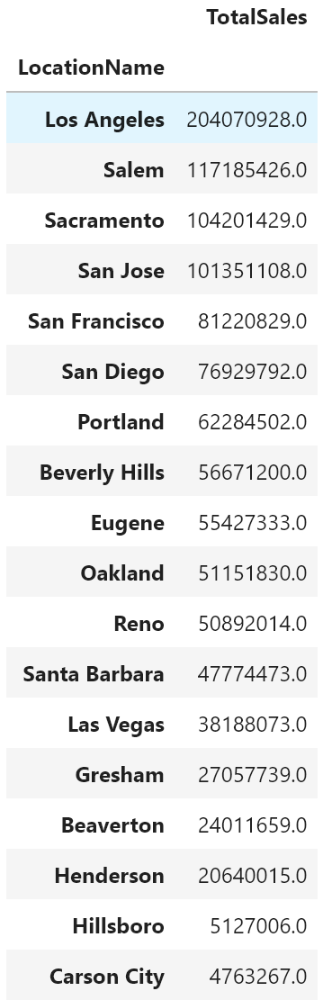 TotalSales
LocationName
Los Angeles 204070928.0
Salem 117185426.0
Sacramento 104201429.0
San Jose 101351108.0
San Francisco 81220829.0
San Diego 76929792.0
Portland 62284502.0
Beverly Hills 56671200.0
Eugene 55427333.0
Oakland 51151830.0
Reno 50892014.0
Santa Barbara 47774473.0
Las Vegas 38188073.0
Gresham 27057739.0
Beaverton 24011659.0
Henderson 20640015.0
Hillsboro 5127006.0
Carson City 4763267.0